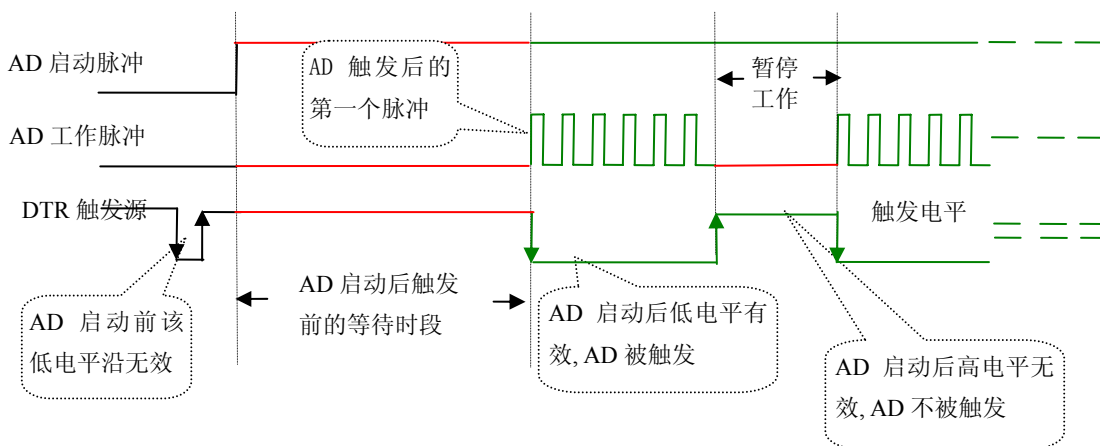 AD 启动脉冲
AD 触发后的
第一个脉冲
暂停
工作
AD 工作脉冲
DTR 触发源
触发电平
AD 启动后触发
前的等待时段
AD 启动前该
低电平沿无效
AD 启动后低电平有
效, AD 被触发
AD 启动后高电平无
效, AD 不被触发